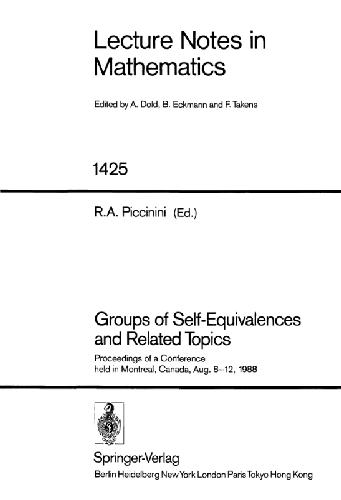 Lecture Notes in
Mathematics
Edited by A. Dold, B. Eckmann and F. Takens
1425
R.A. Piccinini (Ed.)
Groups of Self-Equivalences
and Related Topics
Proceedings of a Conference
held in Montreal, Canada, Aug. 8–12, 1988
Springer-Verlag
Berlin Heidelberg New York London Paris Tokyo Hong Kong